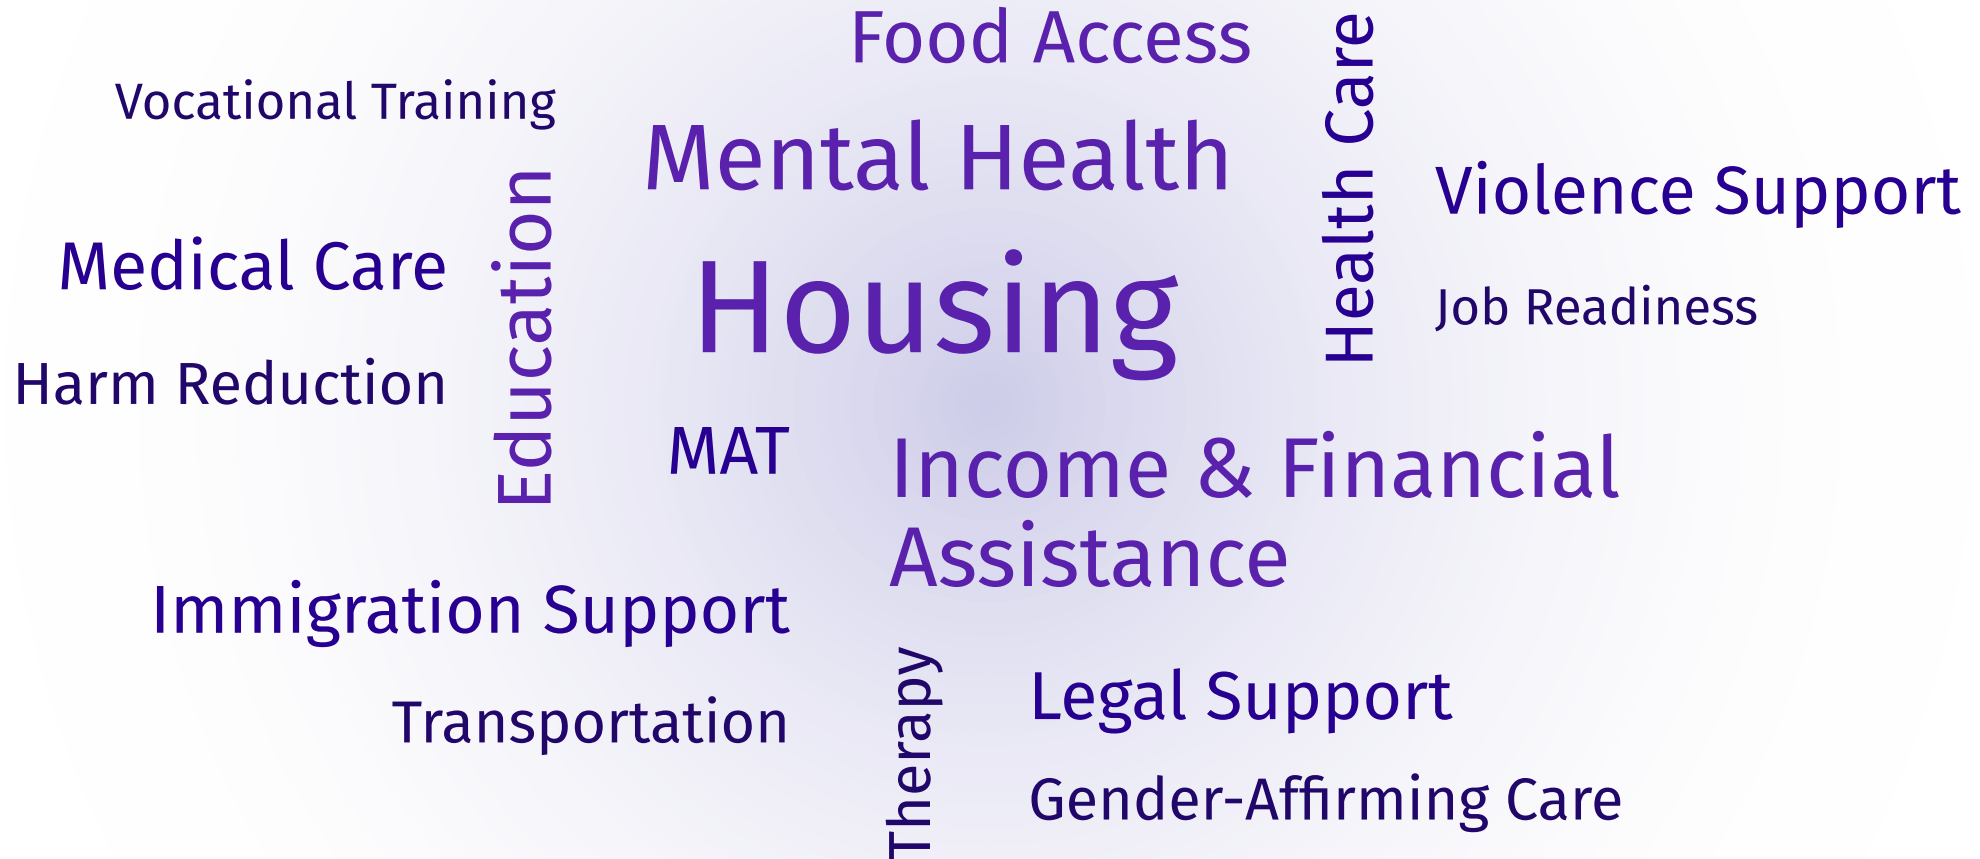 Food Access
Health Care
Vocational Training
Mental Health
Violence Support
Education
Medical Care
Housing
Job Readiness
Harm Reduction
MAT
Income & Financial
Assistance
Immigration Support
Therapy
Legal Support
Transportation
Gender-Affirming Care